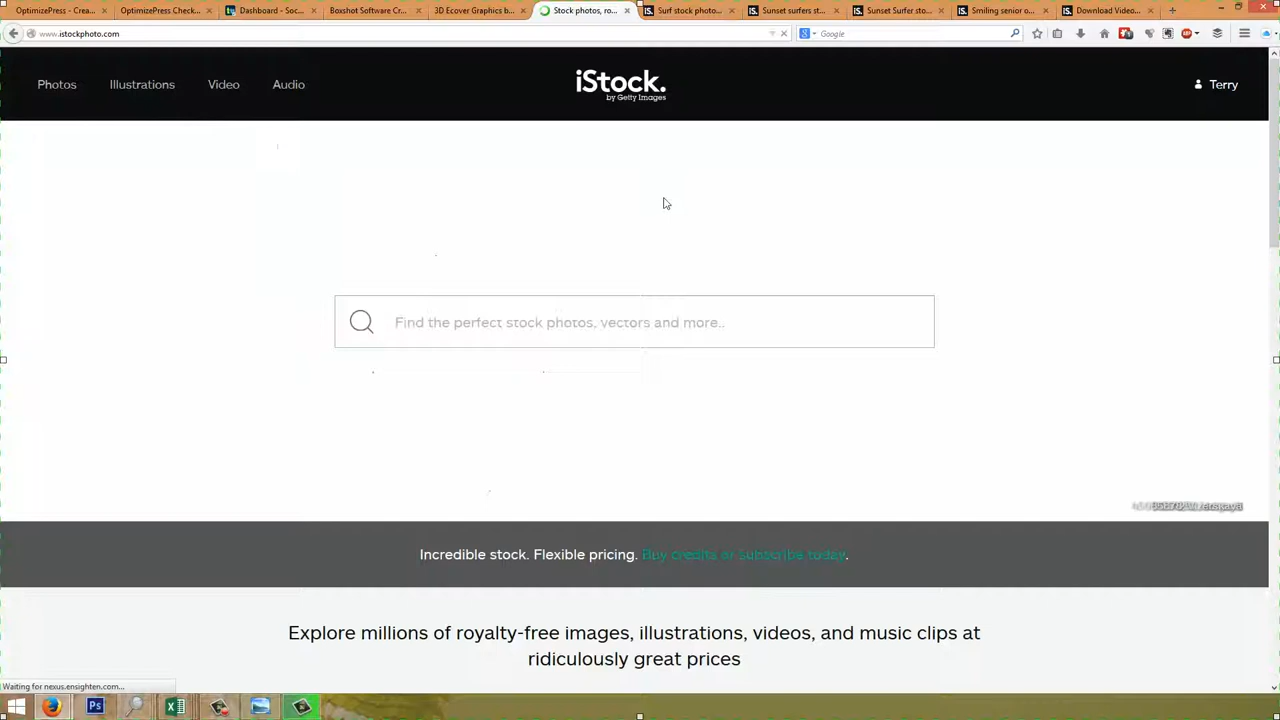 OptimizePress - Crea...
OptimizePress Check...
Dashboard - Soc...
Boxshot Software Cr...
3D Ecover Graphics b...
Stock photos, ro...
Surf stock photo...
Sunset surfers st...
Sunset Surfer sto...
Smiling senior o...
Download Video...
www.istockphoto.com
Google
Photos
Illustrations
Video
Audio
iStock.
by Getty Images
Terry
Find the perfect stock photos, vectors and more..
Incredible stock. Flexible pricing. Buy credits or subscribe today.
Explore millions of royalty-free images, illustrations, videos, and music clips at
ridiculously great prices
Waiting for nexus.ensighten.com...